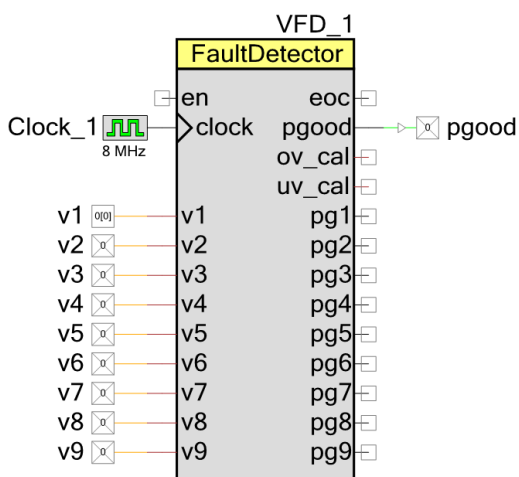 VFD_1
FaultDetector
en eoc
Clock_1 clock pgood 0 pgood
8 MHz
ov_cal
uv_cal
v1 0[0] v1 pg1
v2 0 v2 pg2
v3 0 v3 pg3
v4 0 v4 pg4
v5 0 v5 pg5
v6 0 v6 pg6
v7 0 v7 pg7
v8 0 v8 pg8
v9 0 v9 pg9